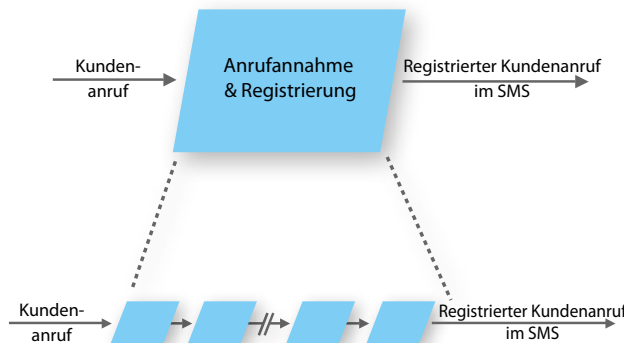 Kunden-
anruf
Anrufannahme
& Registrierung
Registrierter Kundenanruf
im SMS
Kunden-
anruf
Registrierter Kundenanruf
im SMS